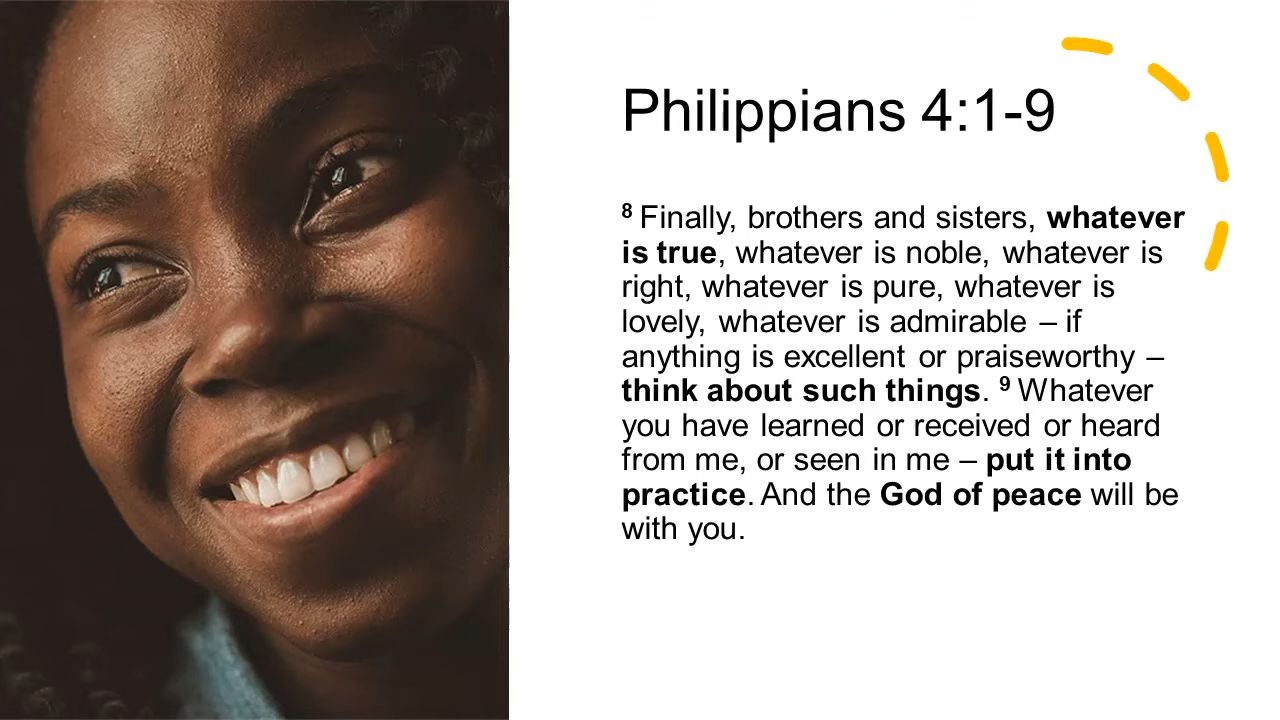 Philippians 4:1-9
⁸ Finally, brothers and sisters, whatever
is true, whatever is noble, whatever is
right, whatever is pure, whatever is
lovely, whatever is admirable – if
anything is excellent or praiseworthy –
think about such things. ⁹ Whatever
you have learned or received or heard
from me, or seen in me – put it into
practice. And the God of peace will be
with you.